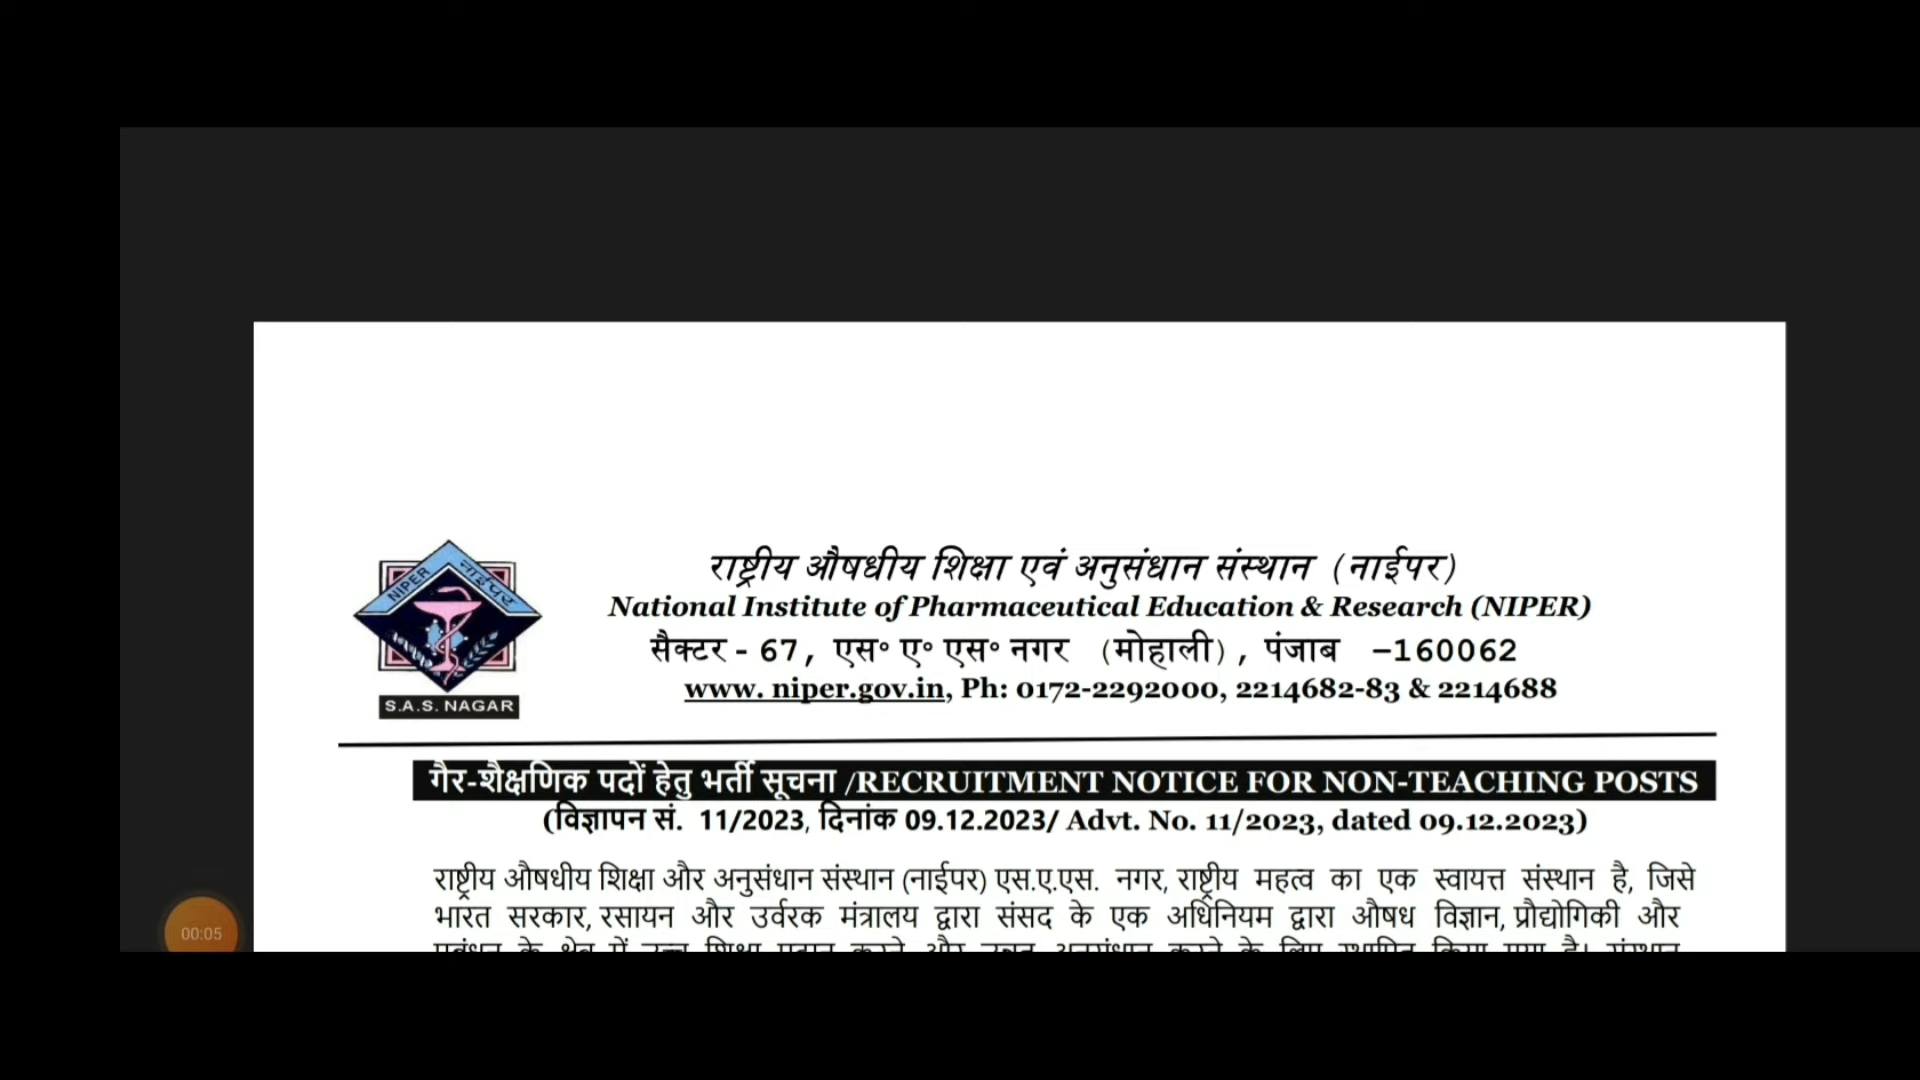 राष्ट्रीय औषधीय शिक्षा एवं अनुसंधान संस्थान (नाईपर)
National Institute of Pharmaceutical Education & Research (NIPER)
सैक्टर - 67, एस॰ ए॰ एस॰ नगर (मोहाली), पंजाब –160062
www. niper.gov.in, Ph: 0172-2292000, 2214682-83 & 2214688
NIPER नाईपर
S.A.S. NAGAR
गैर-शैक्षणिक पदों हेतु भर्ती सूचना /RECRUITMENT NOTICE FOR NON-TEACHING POSTS
(विज्ञापन सं. 11/2023, दिनांक 09.12.2023/ Advt. No. 11/2023, dated 09.12.2023)
राष्ट्रीय औषधीय शिक्षा और अनुसंधान संस्थान (नाईपर) एस.ए.एस. नगर, राष्ट्रीय महत्व का एक स्वायत्त संस्थान है, जिसे
भारत सरकार, रसायन और उर्वरक मंत्रालय द्वारा संसद के एक अधिनियम द्वारा औषध विज्ञान, प्रौद्योगिकी और
00:05